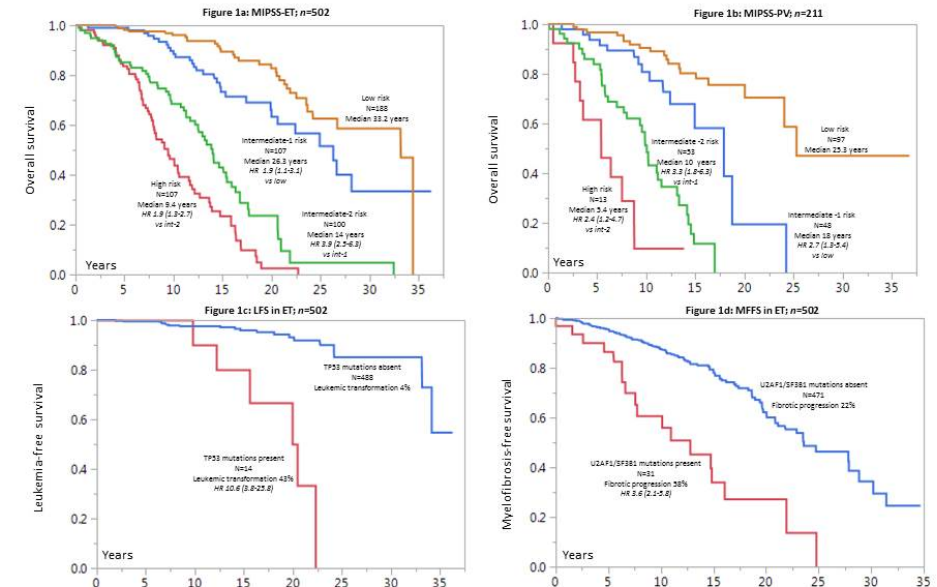 Figure 1a: MIPSS-ET; n=502
Overall survival
1.0
0.8
0.6
0.4
0.2
0.0
Low risk
N=188
Median 33.2 years
Intermediate-1 risk
N=107
Median 26.3 years
HR 1.9 (1.1-3.1)
vs low
High risk
N=107
Median 9.4 years
HR 1.9 (1.3-2.7)
vs int-2
Intermediate-2 risk
N=100
Median 14 years
HR 3.9 (2.5-6.3)
vs int-1
Years
0 5 10 15 20 25 30 35
Figure 1b: MIPSS-PV; n=211
Overall survival
1.0
0.8
0.6
0.4
0.2
0.0
Low risk
N=97
Median 25.3 years
Intermediate -2 risk
N=53
Median 10 years
HR 3.3 (1.8-6.3)
vs int-1
High risk
N=13
Median 5.4 years
HR 2.4 (1.2-4.7)
vs int-2
Intermediate -1 risk
N=48
Median 18 years
HR 2.7 (1.3-5.4)
vs low
Years
0 5 10 15 20 25 30 35
Figure 1c: LFS in ET; n=502
Leukemia-free survival
1.0
0.8
0.6
0.4
0.2
0.0
TP53 mutations absent
N=488
Leukemic transformation 4%
TP53 mutations present
N=14
Leukemic transformation 43%
HR 10.6 (3.8-25.8)
Years
0 5 10 15 20 25 30 35
Figure 1d: MFFS in ET; n=502
Myelofibrosis-free survival
1.0
0.8
0.6
0.4
0.2
0.0
U2AF1/SF3B1 mutations absent
N=471
Fibrotic progression 22%
U2AF1/SF3B1 mutations present
N=31
Fibrotic progression 58%
HR 3.6 (2.1-5.8)
Years
0 5 10 15 20 25 30 35